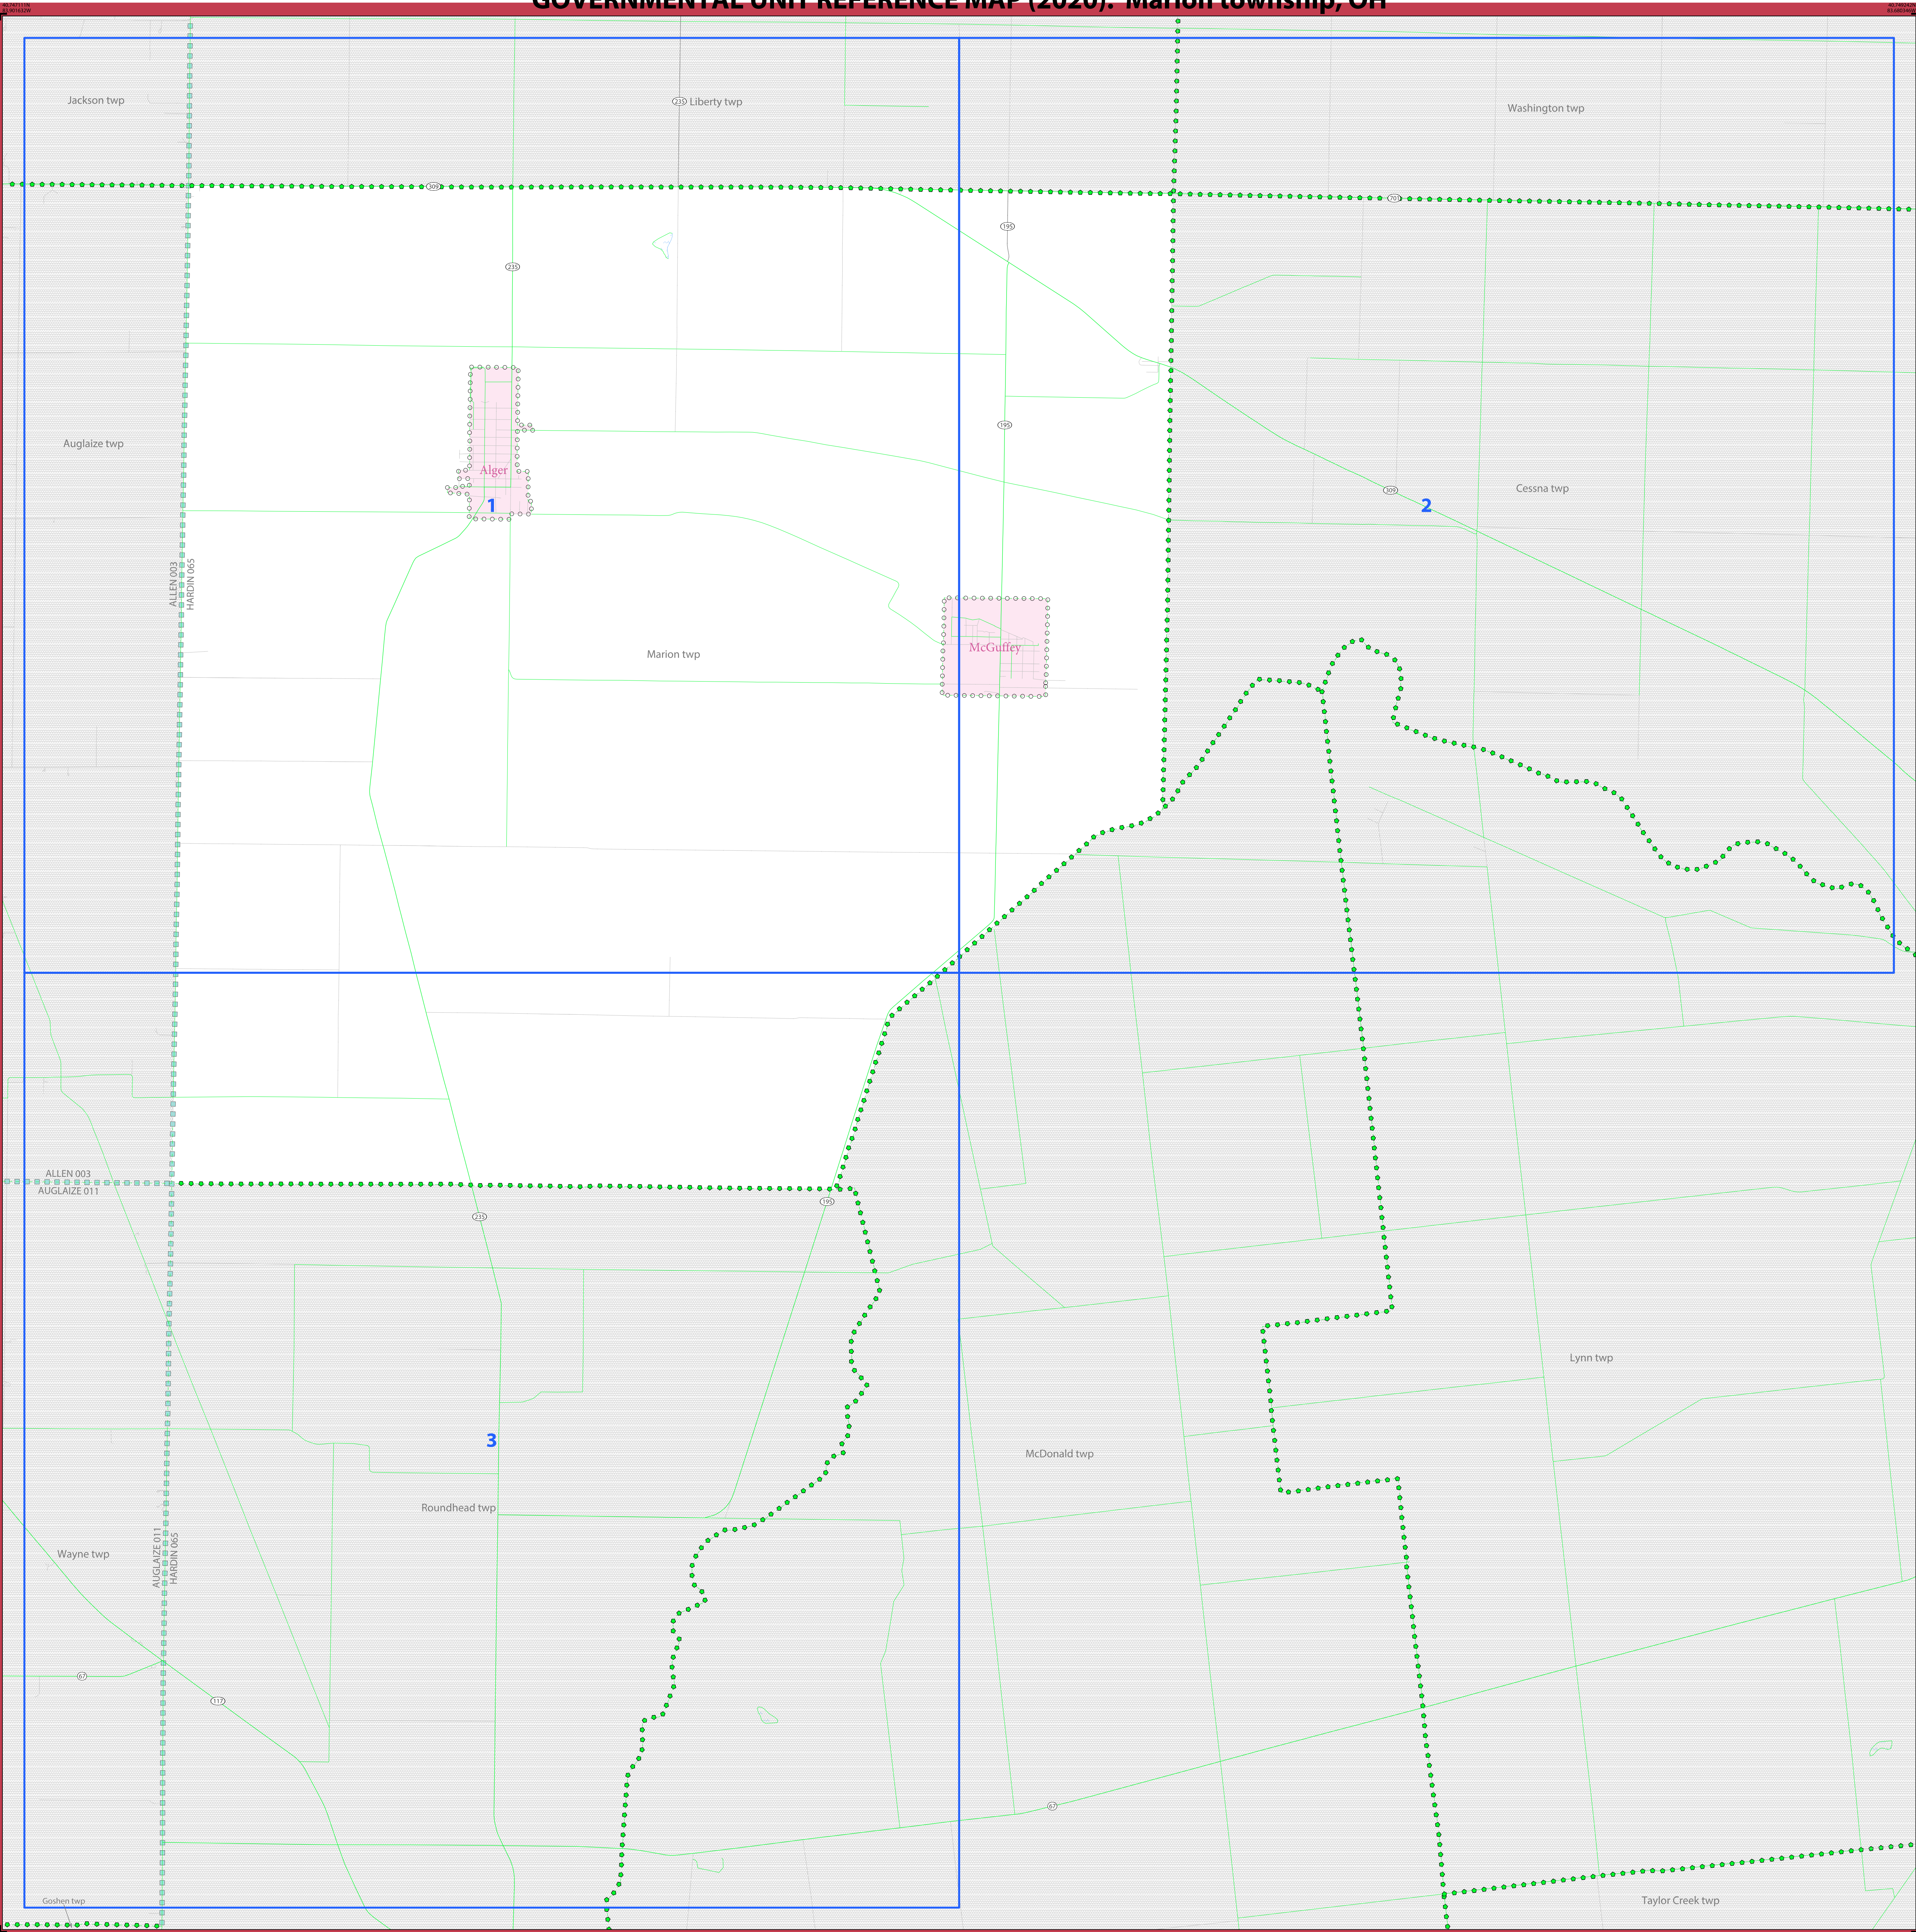 GOVERNMENTAL UNIT REFERENCE MAP (2020): Marion township, OH
Jackson twp
235
Liberty twp
Washington twp
309
701
195
235
195
Auglaize twp
Alger
1
309
Cessna twp
2
ALLEN 003
HARDIN 065
Marion twp
McGuffey
ALLEN 003
AUGLAIZE 011
235
195
Lynn twp
3
McDonald twp
Roundhead twp
Wayne twp
AUGLAIZE 011
HARDIN 065
67
117
67
Goshen twp
Taylor Creek twp